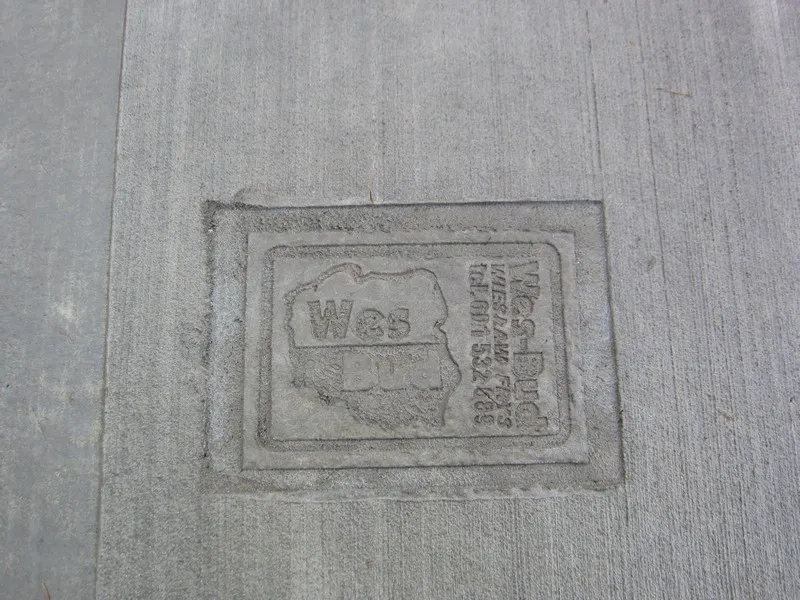 Wes
Bud
Wes-Bud
WIESŁAW
tel. 601 532